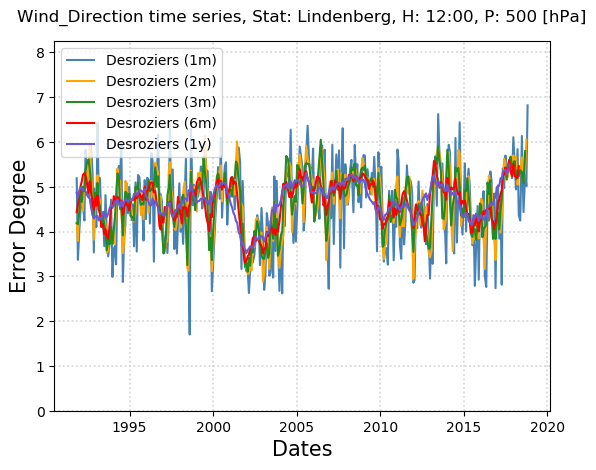 Wind_Direction time series, Stat: Lindenberg, H: 12:00, P: 500 [hPa]
8
7
6
5
4
3
2
1
0
Error Degree
Desroziers (1m)
Desroziers (2m)
Desroziers (3m)
Desroziers (6m)
Desroziers (1y)
1995
2000
2005
2010
2015
2020
Dates